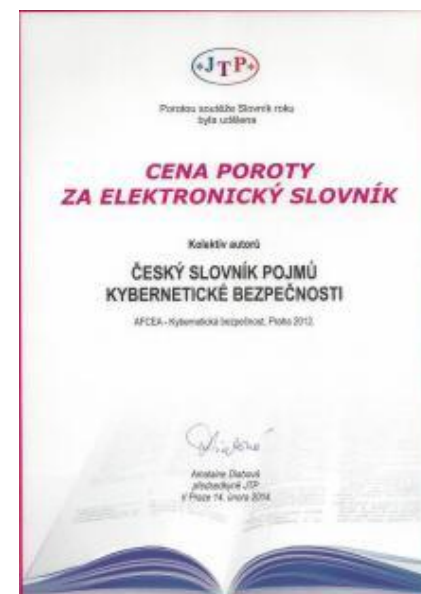 JTP
Porotou soutěže Slovník roku
byla udělena
CENA POROTY
ZA ELEKTRONICKÝ SLOVNÍK
Kolektiv autorů
ČESKÝ SLOVNÍK POJMŮ
KYBERNETICKÉ BEZPEČNOSTI
AFCEA - Kybernetická bezpečnost, Praha 2012.
předsedkyně JTP
V Praze 14. února 2014